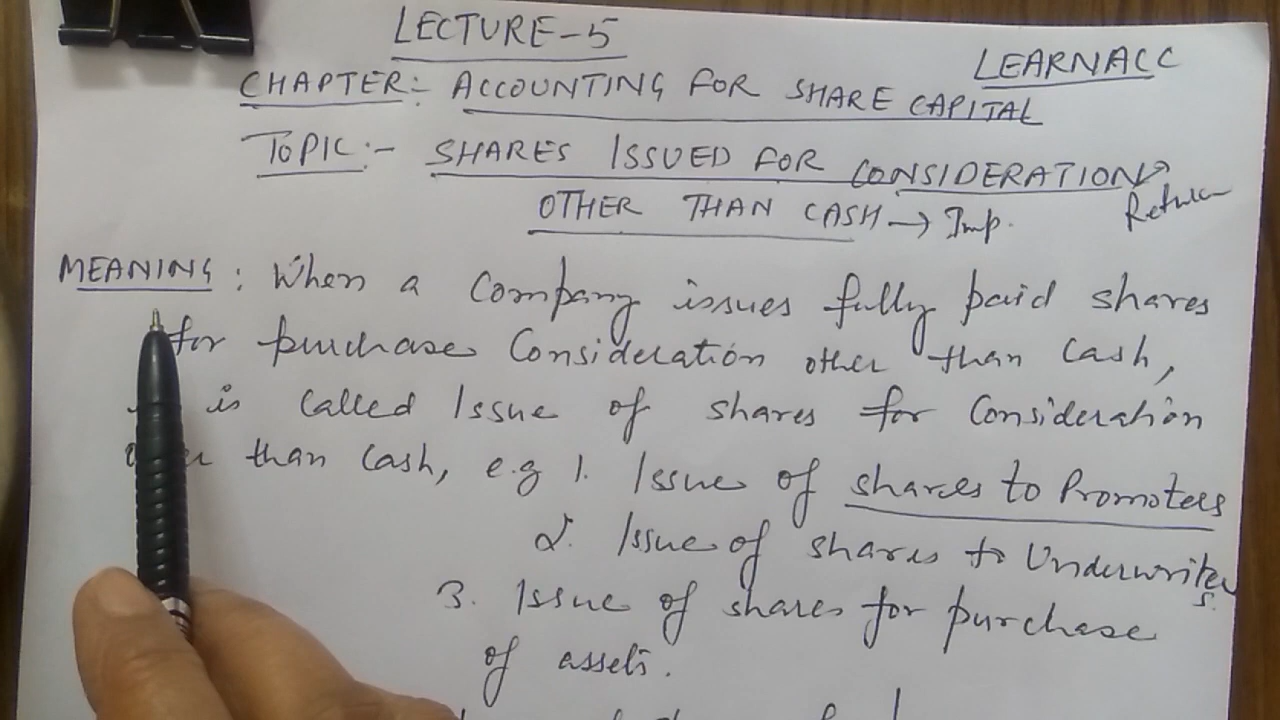 LECTURE-5
LEARNACC
CHAPTER:- ACCOUNTING FOR SHARE CAPITAL
TOPIC:- SHARES ISSUED FOR CONSIDERATION
OTHER THAN CASH → Imp.
MEANING: When a Company issues fully paid shares
for purchase Consideration other than Cash,
is called Issue of shares for Consideration
than Cash, e.g 1. Issue of shares to Promoters
2. Issue of shares to Underwriters.
3. Issue of shares for purchase
of assets.